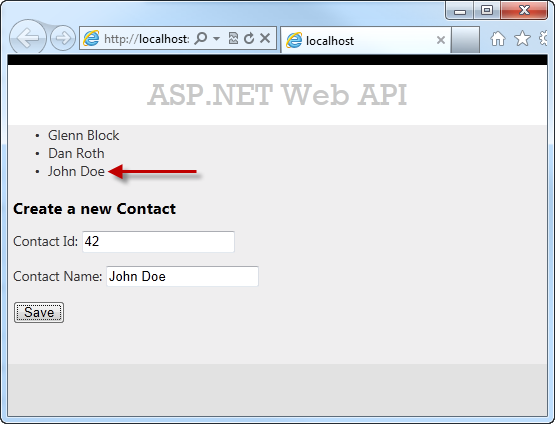 http://localhost:
localhost
ASP.NET Web API
• Glenn Block
• Dan Roth
• John Doe
Create a new Contact
Contact Id: 42
Contact Name: John Doe
Save